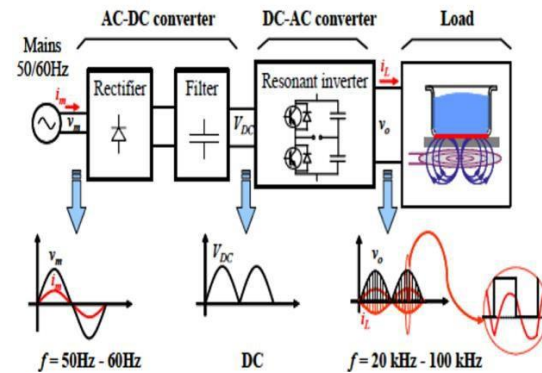 AC-DC converter
DC-AC converter
Load
Mains
50/60Hz
Rectifier
Filter
Resonant inverter
i_m
v_m
V_DC
i_L
v_o
v_m
i_m
V_DC
v_o
i_L
f = 50Hz - 60Hz
DC
f = 20 kHz - 100 kHz